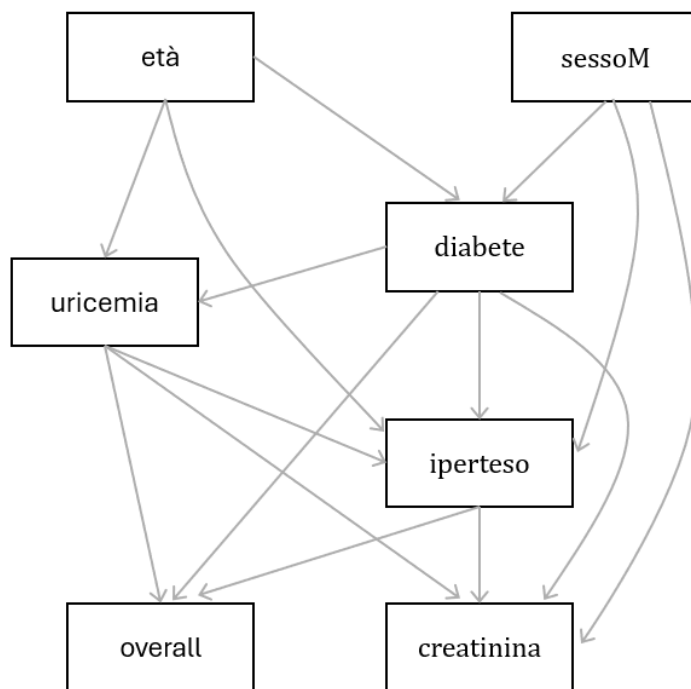 età
sessoM
diabete
uricemia
iperteso
overall
creatinina